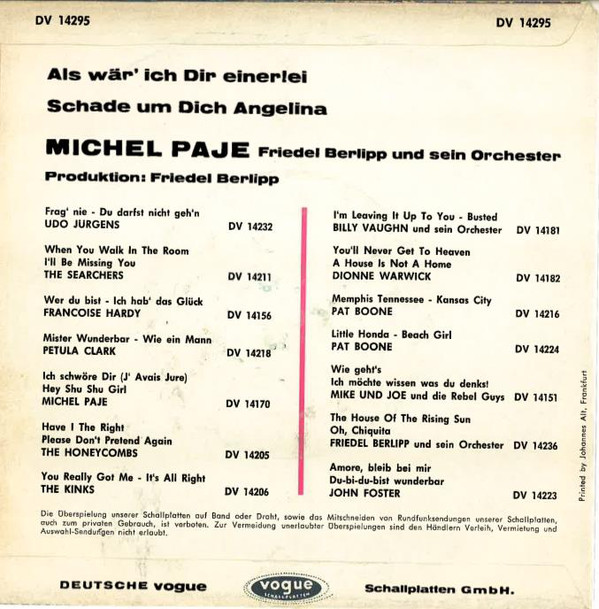 DV 14295
DV 14295
Als wär' ich Dir einerlei
Schade um Dich Angelina
MICHEL PAJE Friedel Berlipp und sein Orchester
Produktion: Friedel Berlipp
Frag' nie - Du darfst nicht geh'n
UDO JÜRGENS DV 14232
When You Walk In The Room
I'll Be Missing You
THE SEARCHERS DV 14211
Wer du bist - Ich hab' das Glück
FRANCOISE HARDY DV 14156
Mister Wunderbar - Wie ein Mann
PETULA CLARK DV 14218
Ich schwöre Dir (J' Avais Jure)
Hey Shu Shu Girl
MICHEL PAJE DV 14170
Have I The Right
Please Don't Pretend Again
THE HONEYCOMBS DV 14205
You Really Got Me - It's All Right
THE KINKS DV 14206
I'm Leaving It Up To You - Busted
BILLY VAUGHN und sein Orchester DV 14181
You'll Never Get To Heaven
A House Is Not A Home
DIONNE WARWICK DV 14182
Memphis Tennessee - Kansas City
PAT BOONE DV 14216
Little Honda - Beach Girl
PAT BOONE DV 14224
Wie geht's
Ich möchte wissen was du denkst
MIKE UND JOE und die Rebel Guys DV 14151
The House Of The Rising Sun
Oh, Chiquita
FRIEDEL BERLIPP und sein Orchester DV 14236
Amore, bleib bei mir
Du-bi-du-bist wunderbar
JOHN FOSTER DV 14223
Printed by Johannes Alt, Frankfurt
Die Überspielung unserer Schallplatten auf Band oder Draht, sowie das Mitschneiden von Rundfunksendungen unserer Schallplatten,
auch zum privaten Gebrauch, ist verboten. Zur Vermeidung unerlaubter Überspielungen sind den Händlern Verleih, Vermietung und
Auswahl-Sendungen nicht erlaubt.
DEUTSCHE VOGUE
vogue
SCHALLPLATTEN
Schallplatten GmbH.